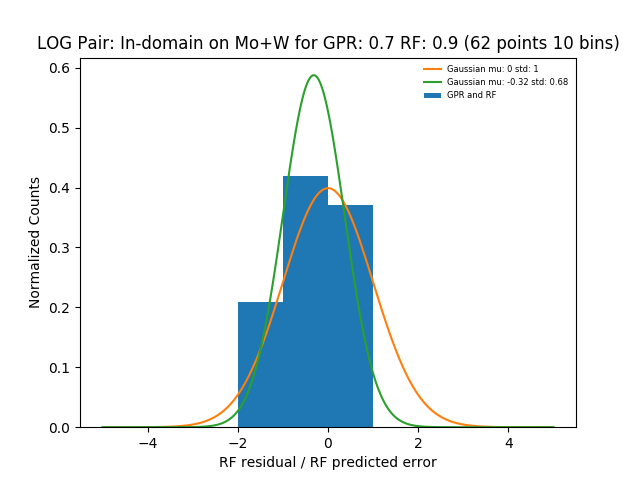 LOG Pair: In-domain on Mo+W for GPR: 0.7 RF: 0.9 (62 points 10 bins)
Gaussian mu: 0 std: 1
Gaussian mu: -0.32 std: 0.68
GPR and RF
Normalized Counts
0.6
0.5
0.4
0.3
0.2
0.1
0.0
−4
−2
0
2
4
RF residual / RF predicted error